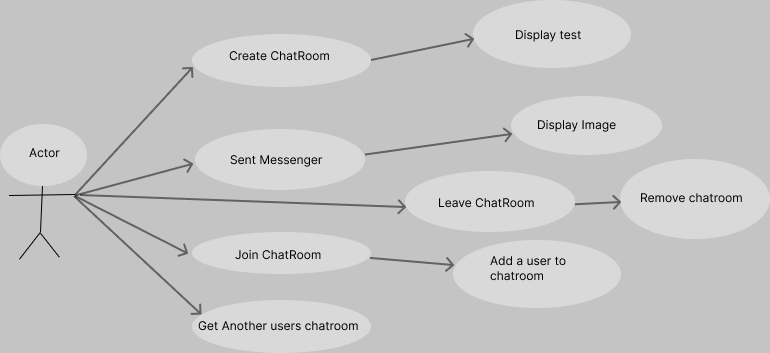 Display test
Create ChatRoom
Display Image
Actor
Sent Messenger
Remove chatroom
Leave ChatRoom
Join ChatRoom
Add a user to
chatroom
Get Another users chatroom